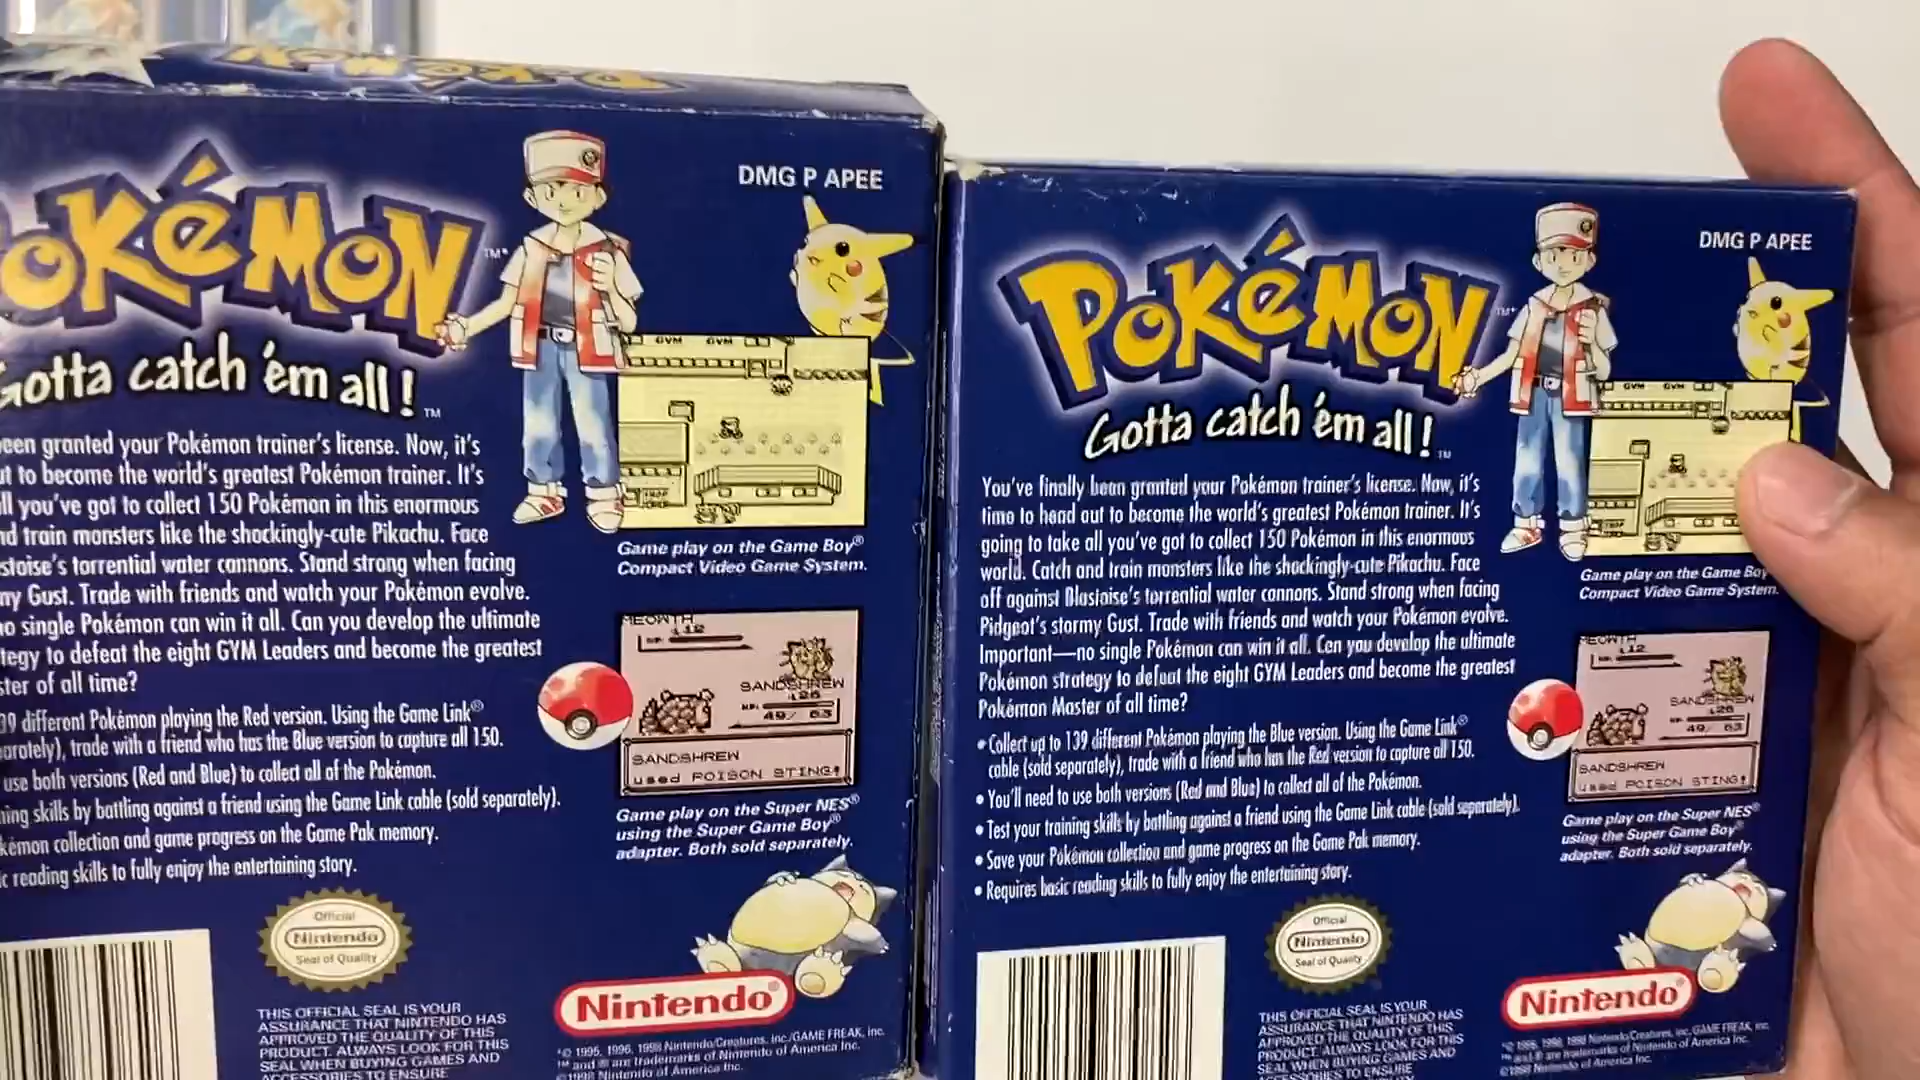 Pokémon
DMG P APEE
POKéMON™
Gotta catch 'em all!™
een granted your Pokémon trainer's license. Now, it's
ut to become the world's greatest Pokémon trainer. It's
ll you've got to collect 150 Pokémon in this enormous
nd train monsters like the shockingly-cute Pikachu. Face
stoise's torrential water cannons. Stand strong when facing
my Gust. Trade with friends and watch your Pokémon evolve.
no single Pokémon can win it all. Can you develop the ultimate
tegy to defeat the eight GYM Leaders and become the greatest
ster of all time?
39 different Pokémon playing the Red version. Using the Game Link®
arately), trade with a friend who has the Blue version to capture all 150.
use both versions (Red and Blue) to collect all of the Pokémon.
ning skills by battling against a friend using the Game Link cable (sold separately).
kémon collection and game progress on the Game Pak memory.
c reading skills to fully enjoy the entertaining story.
GYM GYM
Game play on the Game Boy®
Compact Video Game System.
MEOWTH
:L12
HP:
SANDSHREW
:L26
HP:
49/ 63
SANDSHREW
used POISON STING!
Game play on the Super NES®
using the Super Game Boy®
adapter. Both sold separately.
Official
Nintendo
Seal of Quality
THIS OFFICIAL SEAL IS YOUR
ASSURANCE THAT NINTENDO HAS
APPROVED THE QUALITY OF THIS
PRODUCT. ALWAYS LOOK FOR THIS
SEAL WHEN BUYING GAMES AND
ACCESSORIES TO ENSURE
Nintendo®
© 1995, 1996, 1998 Nintendo/Creatures, inc./GAME FREAK, inc.
™ and ® are trademarks of Nintendo of America Inc.
©1998 Nintendo of America Inc.
DMG P APEE
POKéMON™
Gotta catch 'em all!™
You've finally been granted your Pokémon trainer's license. Now, it's
time to head out to become the world's greatest Pokémon trainer. It's
going to take all you've got to collect 150 Pokémon in this enormous
world. Catch and train monsters like the shockingly-cute Pikachu. Face
off against Blastoise's torrential water cannons. Stand strong when facing
Pidgeot's stormy Gust. Trade with friends and watch your Pokémon evolve.
Important—no single Pokémon can win it all. Can you develop the ultimate
Pokémon strategy to defeat the eight GYM Leaders and become the greatest
Pokémon Master of all time?
• Collect up to 139 different Pokémon playing the Blue version. Using the Game Link®
cable (sold separately), trade with a friend who has the Red version to capture all 150.
• You'll need to use both versions (Red and Blue) to collect all of the Pokémon.
• Test your training skills by battling against a friend using the Game Link cable (sold separately).
• Save your Pokémon collection and game progress on the Game Pak memory.
• Requires basic reading skills to fully enjoy the entertaining story.
GYM GYM
Game play on the Game Boy
Compact Video Game System.
MEOWTH
:L12
HP:
SANDSHREW
:L26
HP:
49/ 63
SANDSHREW
used POISON STING!
Game play on the Super NES®
using the Super Game Boy®
adapter. Both sold separately.
Official
Nintendo
Seal of Quality
THIS OFFICIAL SEAL IS YOUR
ASSURANCE THAT NINTENDO HAS
APPROVED THE QUALITY OF THIS
PRODUCT. ALWAYS LOOK FOR THIS
SEAL WHEN BUYING GAMES AND
ACCESSORIES TO ENSURE
Nintendo®
© 1995, 1996, 1998 Nintendo/Creatures, inc. GAME FREAK, inc.
™ and ® are trademarks of Nintendo of America Inc.
©1998 Nintendo of America Inc.